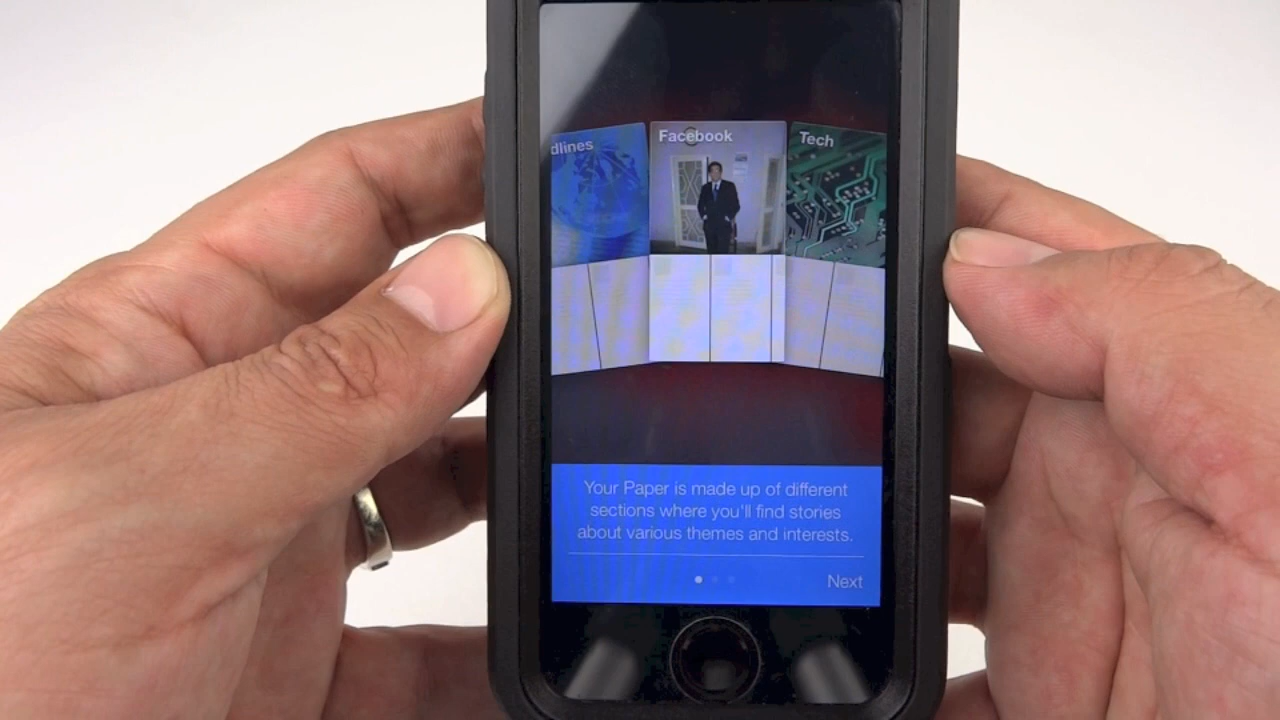 dlines
Facebook
Tech
Your Paper is made up of different
sections where you'll find stories
about various themes and interests.
Next